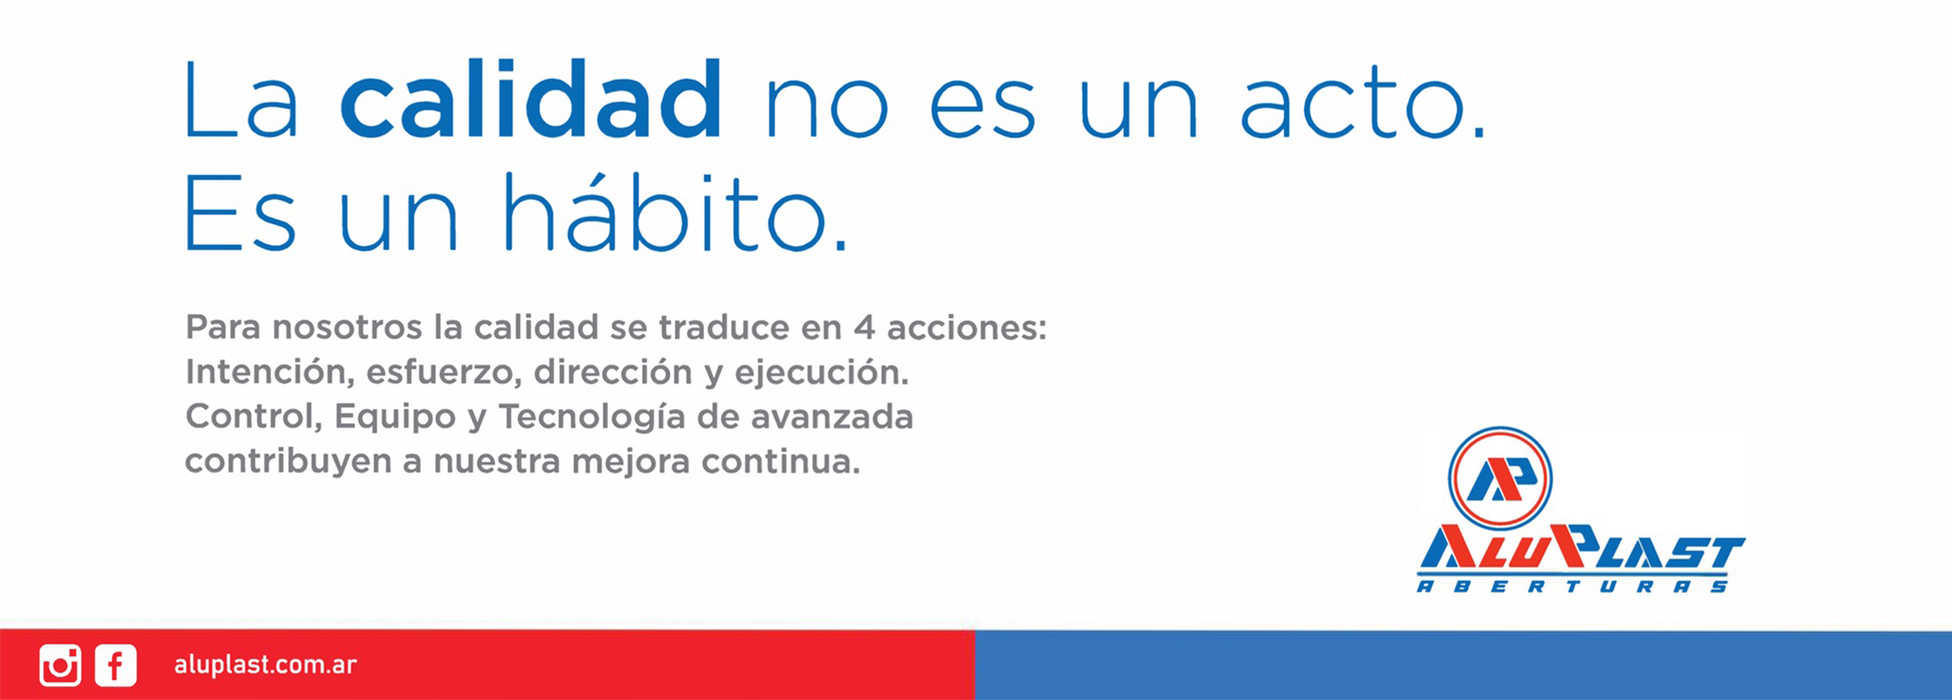 La calidad no es un acto.
Es un hábito.
Para nosotros la calidad se traduce en 4 acciones:
Intención, esfuerzo, dirección y ejecución.
Control, Equipo y Tecnología de avanzada
contribuyen a nuestra mejora continua.
AP
ALUPLAST
ABERTURAS
aluplast.com.ar